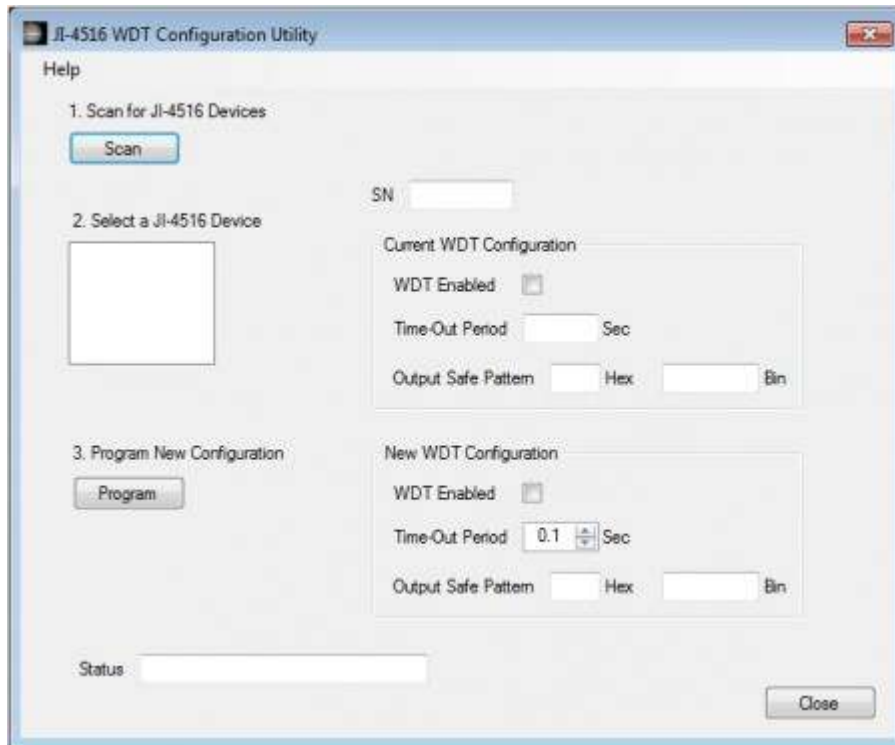 JI-4516 WDT Configuration Utility
Help
1. Scan for JI-4516 Devices
Scan
SN
2. Select a JI-4516 Device
Current WDT Configuration
WDT Enabled
Time-Out Period Sec
Output Safe Pattern Hex Bin
3. Program New Configuration
Program
New WDT Configuration
WDT Enabled
Time-Out Period 0.1 Sec
Output Safe Pattern Hex Bin
Status
Close